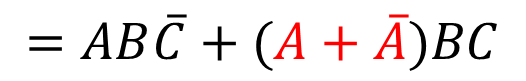 = ABC̄ + (A + Ā)BC